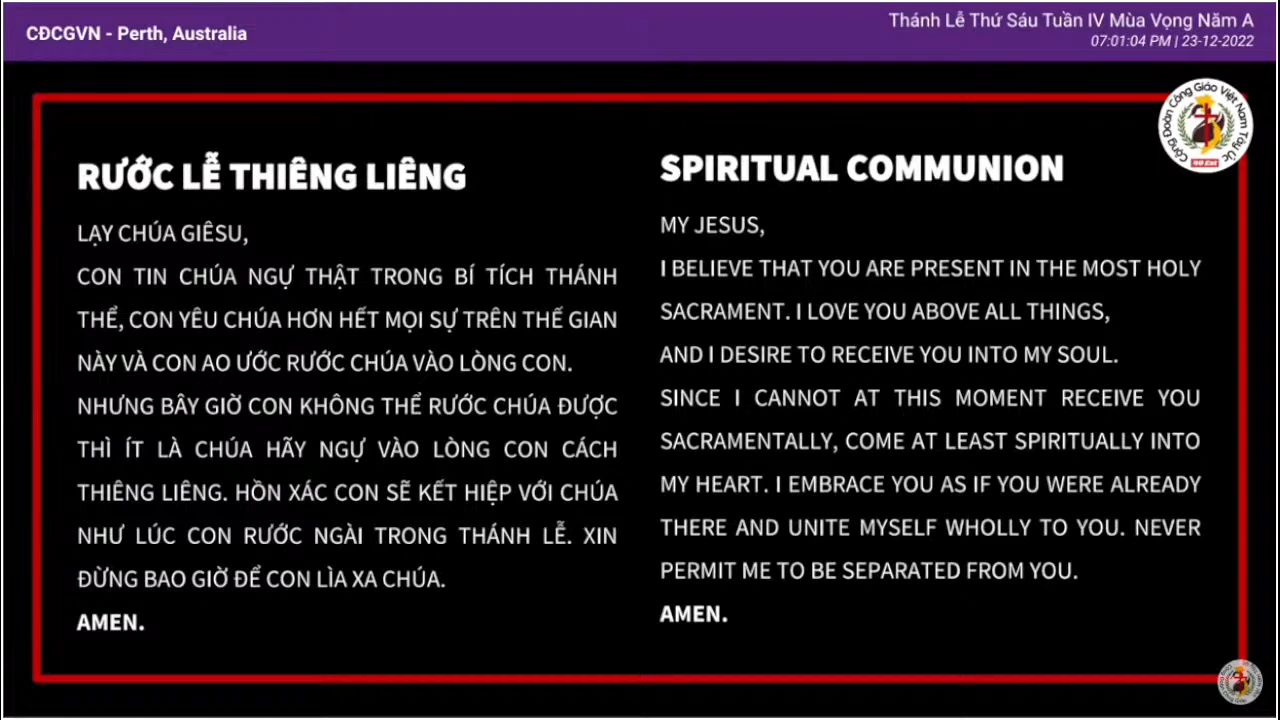 CĐCGVN - Perth, Australia
Thánh Lễ Thứ Sáu Tuần IV Mùa Vọng Năm A
07:01:04 PM | 23-12-2022
Cộng Đoàn Công Giáo Việt Nam Tây Úc
RƯỚC LỄ THIÊNG LIÊNG
LẠY CHÚA GIÊSU,
CON TIN CHÚA NGỰ THẬT TRONG BÍ TÍCH THÁNH
THỂ, CON YÊU CHÚA HƠN HẾT MỌI SỰ TRÊN THẾ GIAN
NÀY VÀ CON AO ƯỚC RƯỚC CHÚA VÀO LÒNG CON.
NHƯNG BÂY GIỜ CON KHÔNG THỂ RƯỚC CHÚA ĐƯỢC
THÌ ÍT LÀ CHÚA HÃY NGỰ VÀO LÒNG CON CÁCH
THIÊNG LIÊNG. HỒN XÁC CON SẼ KẾT HIỆP VỚI CHÚA
NHƯ LÚC CON RƯỚC NGÀI TRONG THÁNH LỄ. XIN
ĐỪNG BAO GIỜ ĐỂ CON LÌA XA CHÚA.
AMEN.
SPIRITUAL COMMUNION
MY JESUS,
I BELIEVE THAT YOU ARE PRESENT IN THE MOST HOLY
SACRAMENT. I LOVE YOU ABOVE ALL THINGS,
AND I DESIRE TO RECEIVE YOU INTO MY SOUL.
SINCE I CANNOT AT THIS MOMENT RECEIVE YOU
SACRAMENTALLY, COME AT LEAST SPIRITUALLY INTO
MY HEART. I EMBRACE YOU AS IF YOU WERE ALREADY
THERE AND UNITE MYSELF WHOLLY TO YOU. NEVER
PERMIT ME TO BE SEPARATED FROM YOU.
AMEN.